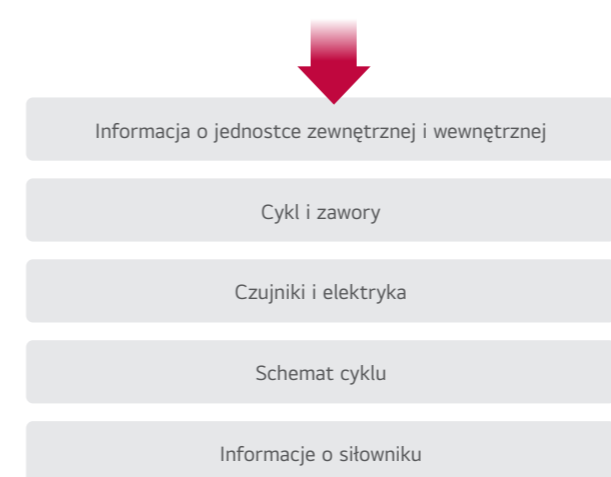 Informacja o jednostce zewnętrznej i wewnętrznej
Cykl i zawory
Czujniki i elektryka
Schemat cyklu
Informacje o siłowniku